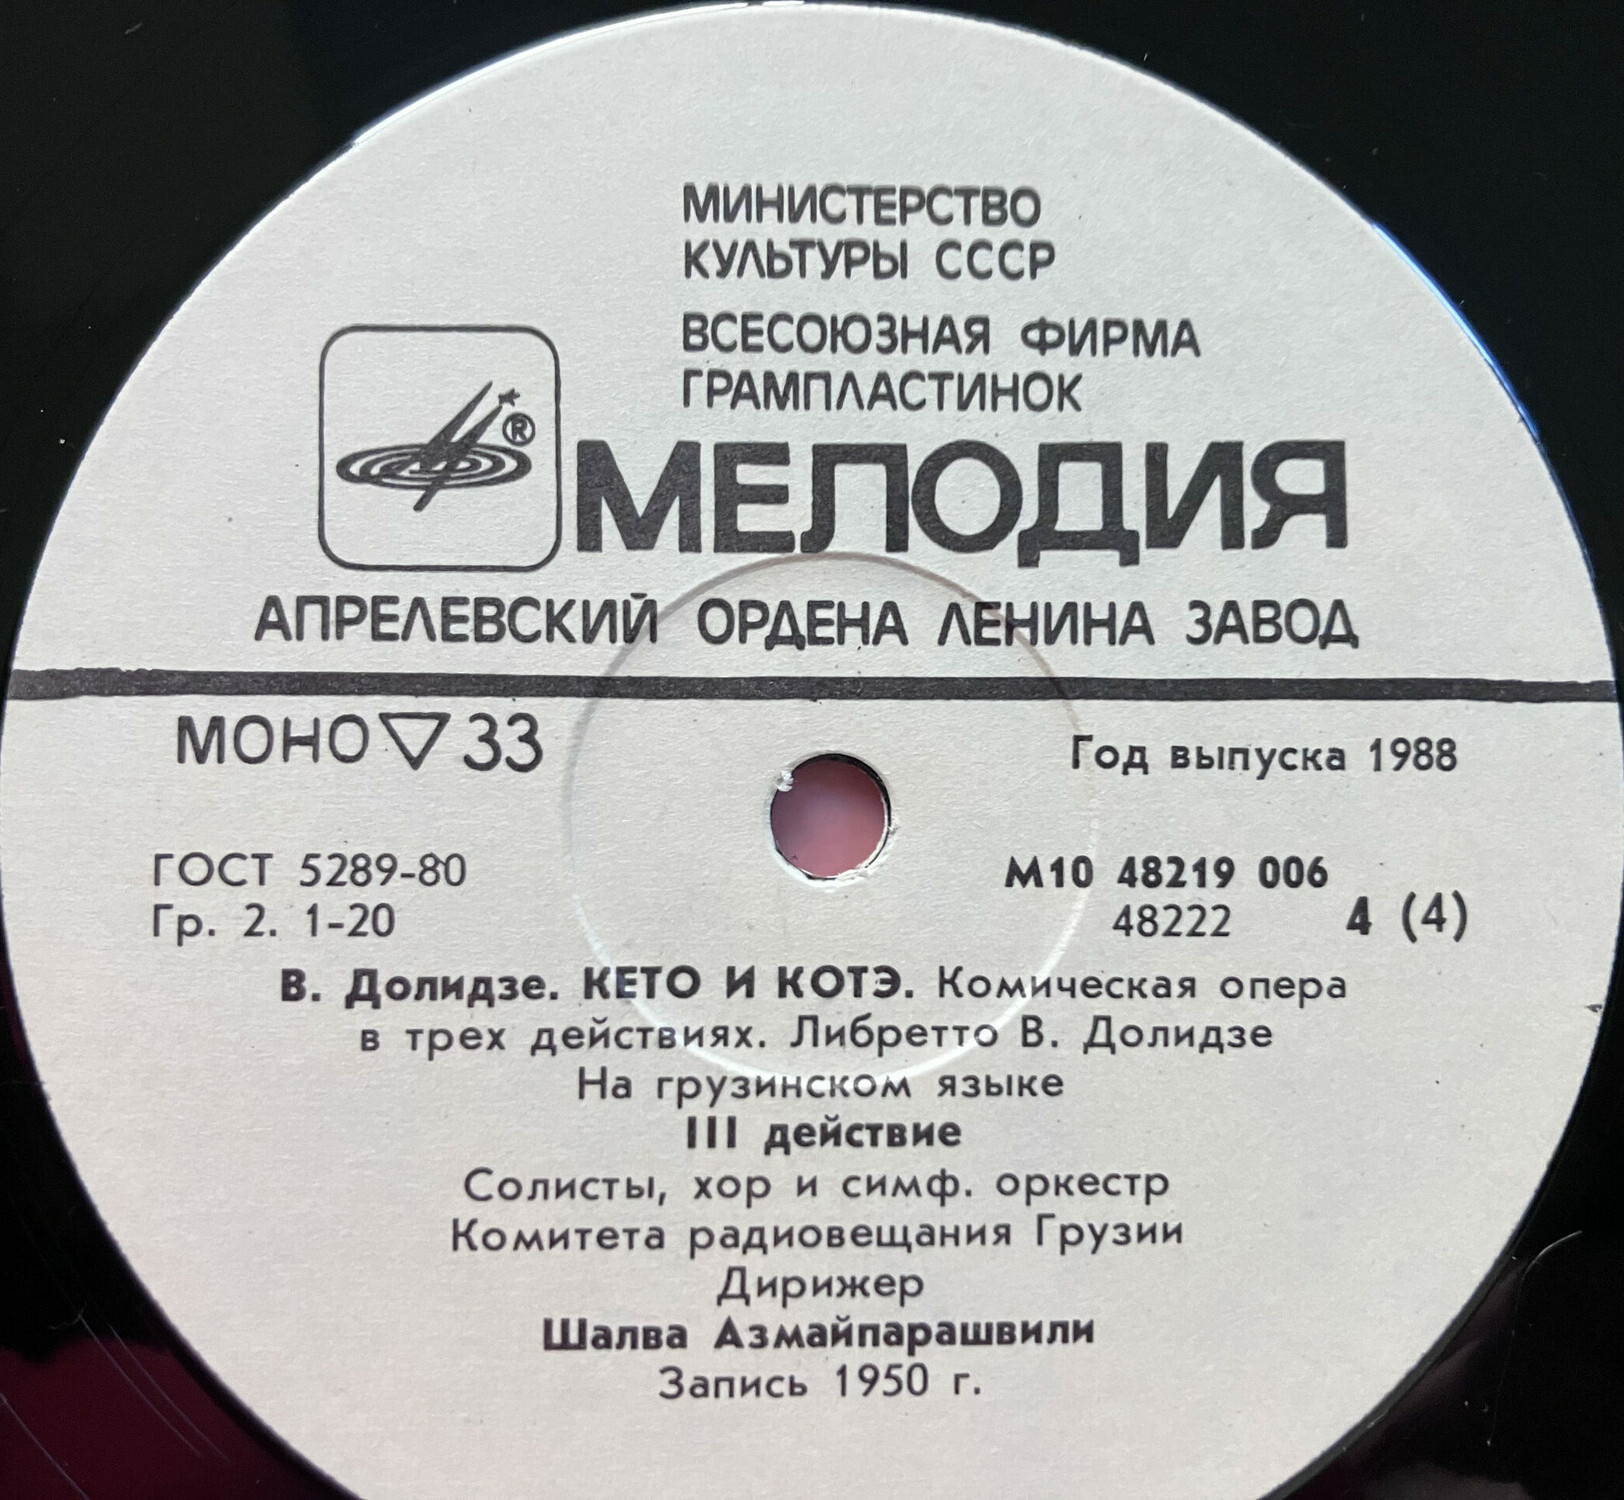 МИНИСТЕРСТВО
КУЛЬТУРЫ СССР
ВСЕСОЮЗНАЯ ФИРМА
ГРАМПЛАСТИНОК
®
МЕЛОДИЯ
АПРЕЛЕВСКИЙ ОРДЕНА ЛЕНИНА ЗАВОД
МОНО ▽ 33
Год выпуска 1988
ГОСТ 5289-80
М10 48219 006
Гр. 2. 1-20
48222 4 (4)
В. Долидзе. КЕТО И КОТЭ. Комическая опера
в трех действиях. Либретто В. Долидзе
На грузинском языке
III действие
Солисты, хор и симф. оркестр
Комитета радиовещания Грузии
Дирижер
Шалва Азмайпарашвили
Запись 1950 г.